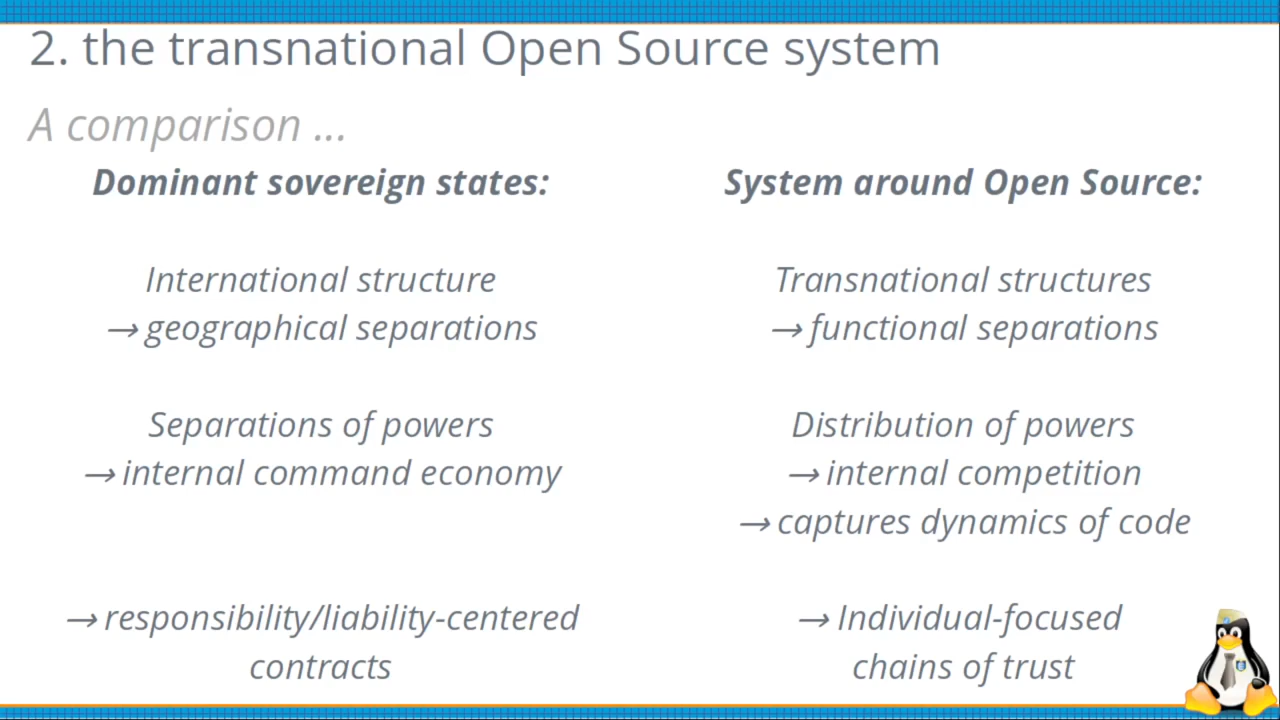 2. the transnational Open Source system
A comparison ...
Dominant sovereign states:
International structure
→ geographical separations
Separations of powers
→ internal command economy
→ responsibility/liability-centered
contracts
System around Open Source:
Transnational structures
→ functional separations
Distribution of powers
→ internal competition
→ captures dynamics of code
→ Individual-focused
chains of trust